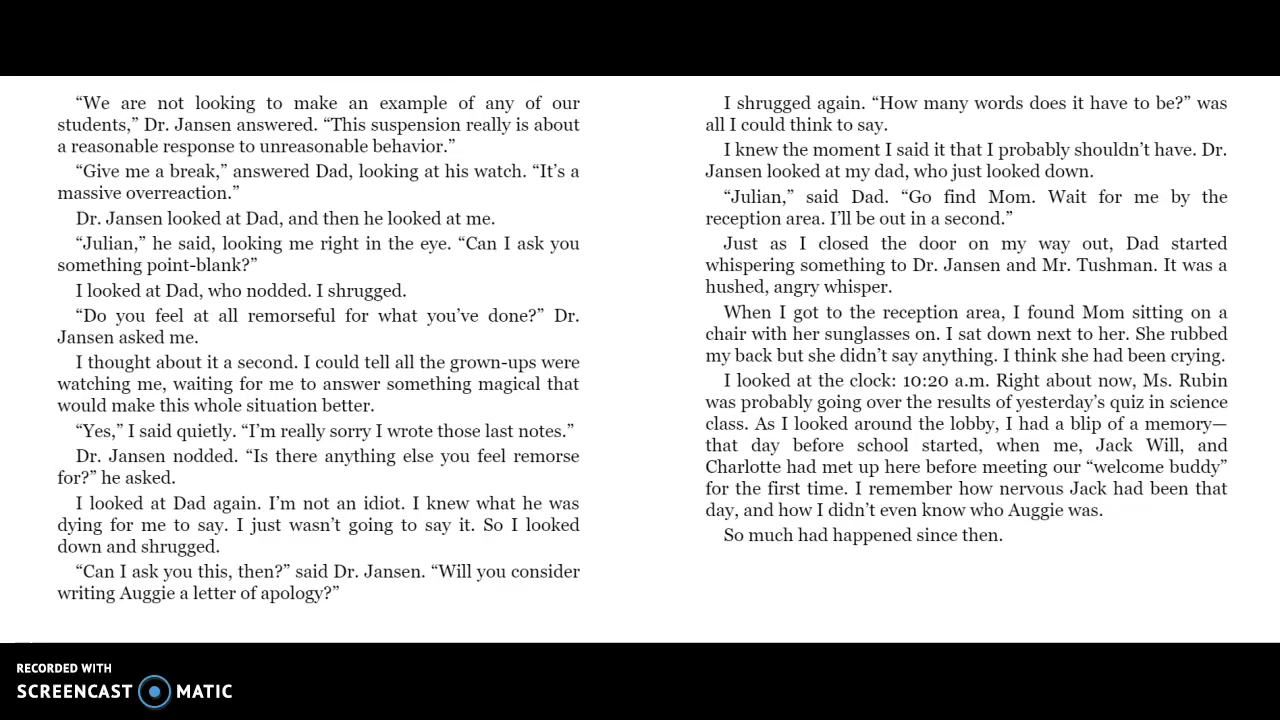 “We are not looking to make an example of any of our
students,” Dr. Jansen answered. “This suspension really is about
a reasonable response to unreasonable behavior.”
“Give me a break,” answered Dad, looking at his watch. “It’s a
massive overreaction.”
Dr. Jansen looked at Dad, and then he looked at me.
“Julian,” he said, looking me right in the eye. “Can I ask you
something point-blank?”
I looked at Dad, who nodded. I shrugged.
“Do you feel at all remorseful for what you’ve done?” Dr.
Jansen asked me.
I thought about it a second. I could tell all the grown-ups were
watching me, waiting for me to answer something magical that
would make this whole situation better.
“Yes,” I said quietly. “I’m really sorry I wrote those last notes.”
Dr. Jansen nodded. “Is there anything else you feel remorse
for?” he asked.
I looked at Dad again. I’m not an idiot. I knew what he was
dying for me to say. I just wasn’t going to say it. So I looked
down and shrugged.
“Can I ask you this, then?” said Dr. Jansen. “Will you consider
writing Auggie a letter of apology?”
I shrugged again. “How many words does it have to be?” was
all I could think to say.
I knew the moment I said it that I probably shouldn’t have. Dr.
Jansen looked at my dad, who just looked down.
“Julian,” said Dad. “Go find Mom. Wait for me by the
reception area. I’ll be out in a second.”
Just as I closed the door on my way out, Dad started
whispering something to Dr. Jansen and Mr. Tushman. It was a
hushed, angry whisper.
When I got to the reception area, I found Mom sitting on a
chair with her sunglasses on. I sat down next to her. She rubbed
my back but she didn’t say anything. I think she had been crying.
I looked at the clock: 10:20 a.m. Right about now, Ms. Rubin
was probably going over the results of yesterday’s quiz in science
class. As I looked around the lobby, I had a blip of a memory—
that day before school started, when me, Jack Will, and
Charlotte had met up here before meeting our “welcome buddy”
for the first time. I remember how nervous Jack had been that
day, and how I didn’t even know who Auggie was.
So much had happened since then.
RECORDED WITH
SCREENCAST MATIC